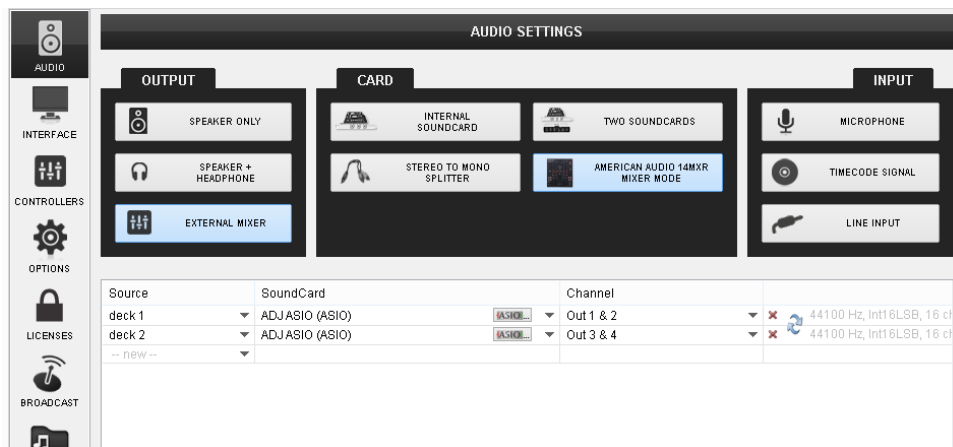 AUDIO SETTINGS
AUDIO
INTERFACE
CONTROLLERS
OPTIONS
LICENSES
BROADCAST
OUTPUT
SPEAKER ONLY
SPEAKER +
HEADPHONE
EXTERNAL MIXER
CARD
INTERNAL
SOUNDCARD
TWO SOUNDCARDS
STEREO TO MONO
SPLITTER
AMERICAN AUDIO 14MXR
MIXER MODE
INPUT
MICROPHONE
TIMECODE SIGNAL
LINE INPUT
Source SoundCard Channel
deck 1 ADJ ASIO (ASIO) (ASIO)... Out 1 & 2 44100 Hz, Int16LSB, 16 ch
deck 2 ADJ ASIO (ASIO) (ASIO)... Out 3 & 4 44100 Hz, Int16LSB, 16 ch
-- new --